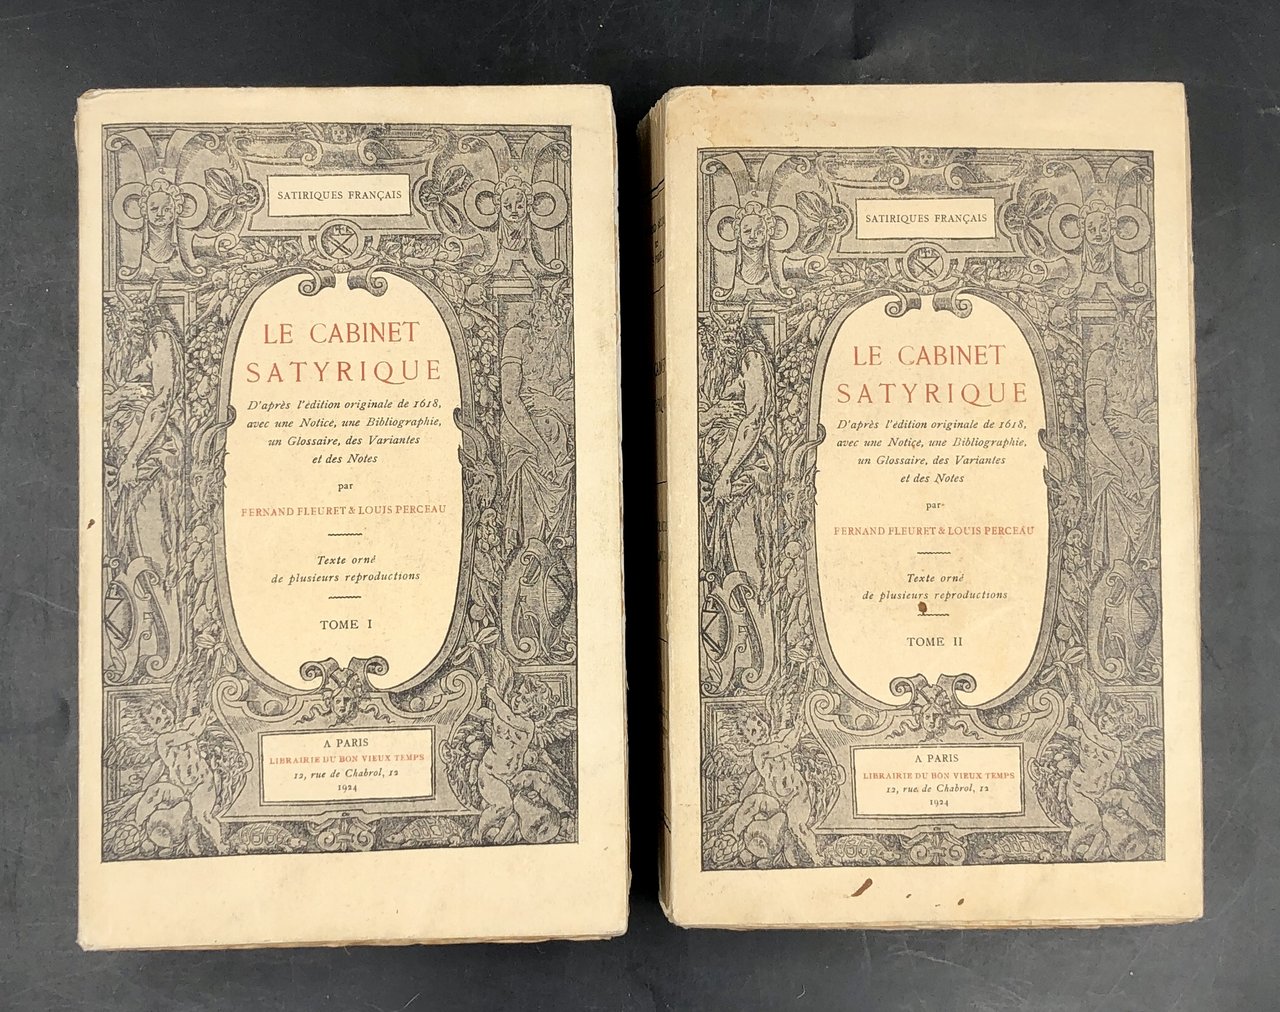 SATIRIQUES FRANÇAIS
LE CABINET
SATYRIQUE
D'après l'édition originale de 1618,
avec une Notice, une Bibliographie,
un Glossaire, des Variantes
et des Notes
par
FERNAND FLEURET & LOUIS PERCEAU
Texte orné
de plusieurs reproductions
TOME I
A PARIS
LIBRAIRIE DU BON VIEUX TEMPS
12, rue de Chabrol, 12
1924
SATIRIQUES FRANÇAIS
LE CABINET
SATYRIQUE
D'après l'édition originale de 1618,
avec une Notice, une Bibliographie,
un Glossaire, des Variantes
et des Notes
par
FERNAND FLEURET & LOUIS PERCEAU
Texte orné
de plusieurs reproductions
TOME II
A PARIS
LIBRAIRIE DU BON VIEUX TEMPS
12, rue de Chabrol, 12
1924